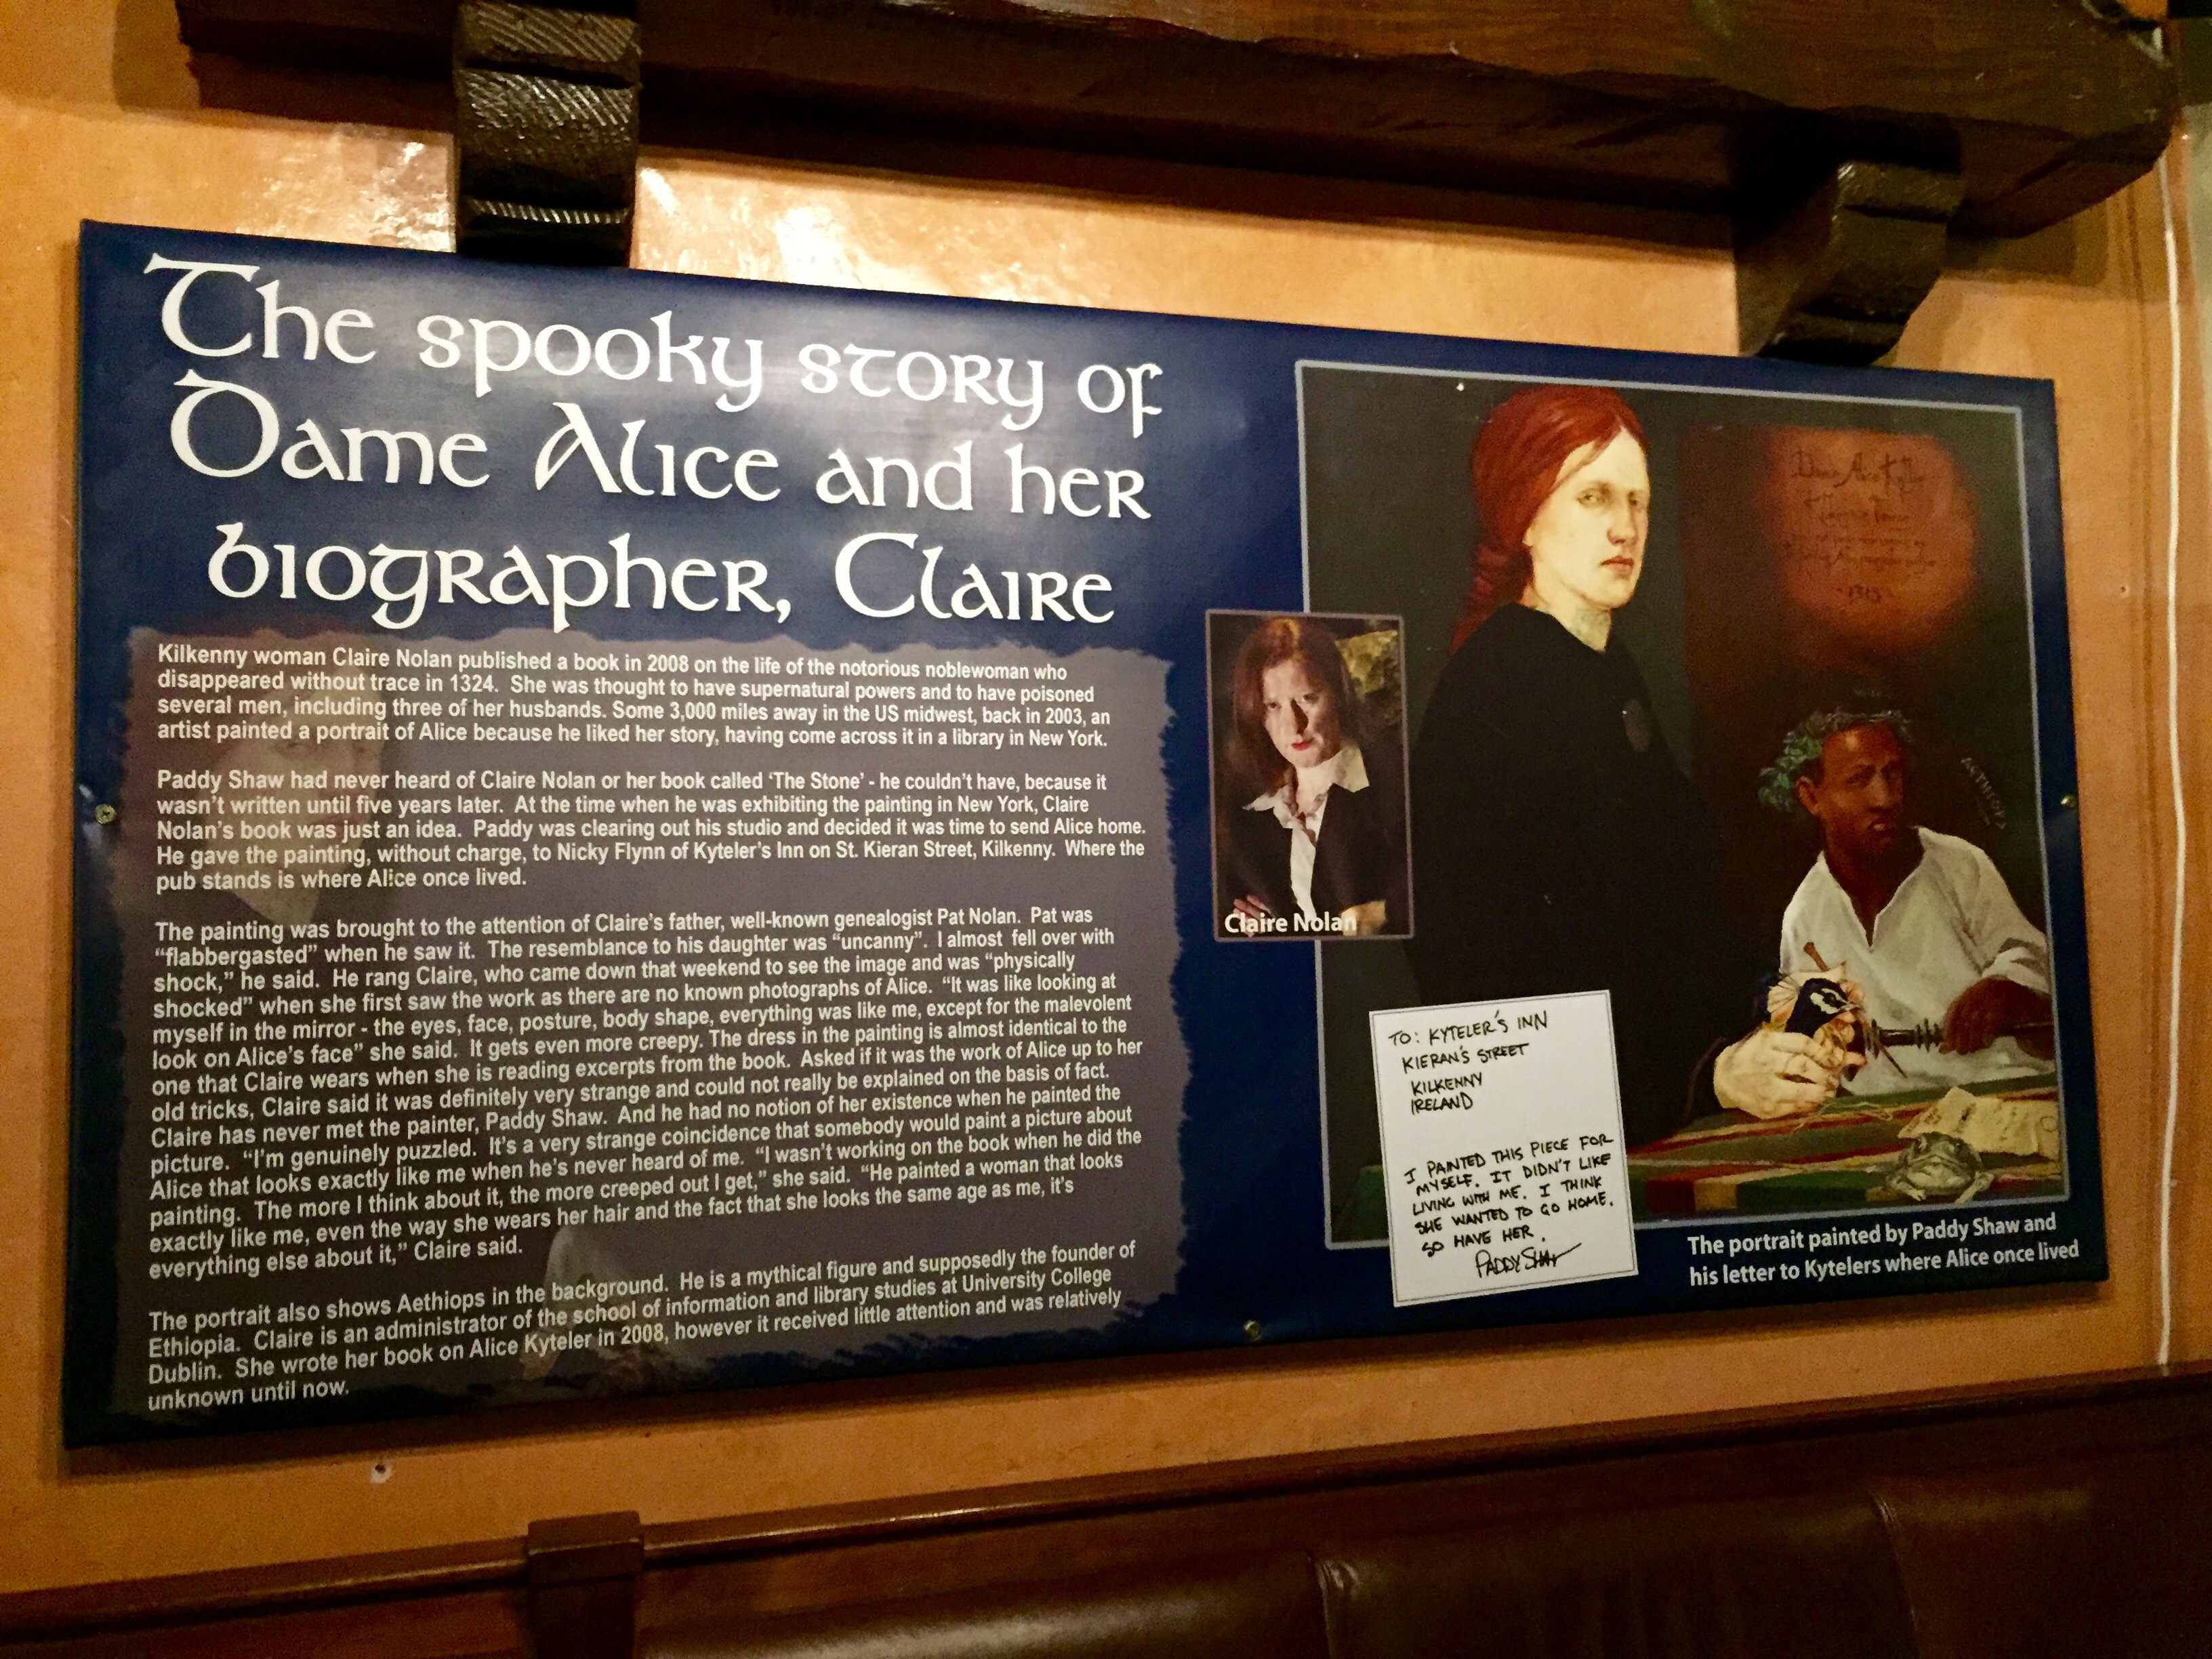 The spooky story of
Dame Alice and her
biographer, Claire
Kilkenny woman Claire Nolan published a book in 2008 on the life of the notorious noblewoman who
disappeared without trace in 1324. She was thought to have supernatural powers and to have poisoned
several men, including three of her husbands. Some 3,000 miles away in the US midwest, back in 2003, an
artist painted a portrait of Alice because he liked her story, having come across it in a library in New York.
Paddy Shaw had never heard of Claire Nolan or her book called ‘The Stone’ - he couldn’t have, because it
wasn’t written until five years later. At the time when he was exhibiting the painting in New York, Claire
Nolan’s book was just an idea. Paddy was clearing out his studio and decided it was time to send Alice home.
He gave the painting, without charge, to Nicky Flynn of Kyteler’s Inn on St. Kieran Street, Kilkenny. Where the
pub stands is where Alice once lived.
The painting was brought to the attention of Claire’s father, well-known genealogist Pat Nolan. Pat was
“flabbergasted” when he saw it. The resemblance to his daughter was “uncanny”. I almost fell over with
shock,” he said. He rang Claire, who came down that weekend to see the image and was “physically
shocked” when she first saw the work as there are no known photographs of Alice. “It was like looking at
myself in the mirror - the eyes, face, posture, body shape, everything was like me, except for the malevolent
look on Alice’s face” she said. It gets even more creepy. The dress in the painting is almost identical to the
one that Claire wears when she is reading excerpts from the book. Asked if it was the work of Alice up to her
old tricks, Claire said it was definitely very strange and could not really be explained on the basis of fact.
Claire has never met the painter, Paddy Shaw. And he had no notion of her existence when he painted the
picture. “I’m genuinely puzzled. It’s a very strange coincidence that somebody would paint a picture about
Alice that looks exactly like me when he’s never heard of me. “I wasn’t working on the book when he did the
painting. The more I think about it, the more creeped out I get,” she said. “He painted a woman that looks
exactly like me, even the way she wears her hair and the fact that she looks the same age as me, it’s
everything else about it,” Claire said.
The portrait also shows Aethiops in the background. He is a mythical figure and supposedly the founder of
Ethiopia. Claire is an administrator of the school of information and library studies at University College
Dublin. She wrote her book on Alice Kyteler in 2008, however it received little attention and was relatively
unknown until now.
Claire Nolan
Dame Alice
AETHIOPS
TO: KYTELER'S INN
KIERAN'S STREET
KILKENNY
IRELAND
I PAINTED THIS PIECE FOR
MYSELF. IT DIDN'T LIKE
LIVING WITH ME. I THINK
SHE WANTED TO GO HOME.
SO HAVE HER.
PADDY SHAW
The portrait painted by Paddy Shaw and
his letter to Kytelers where Alice once lived